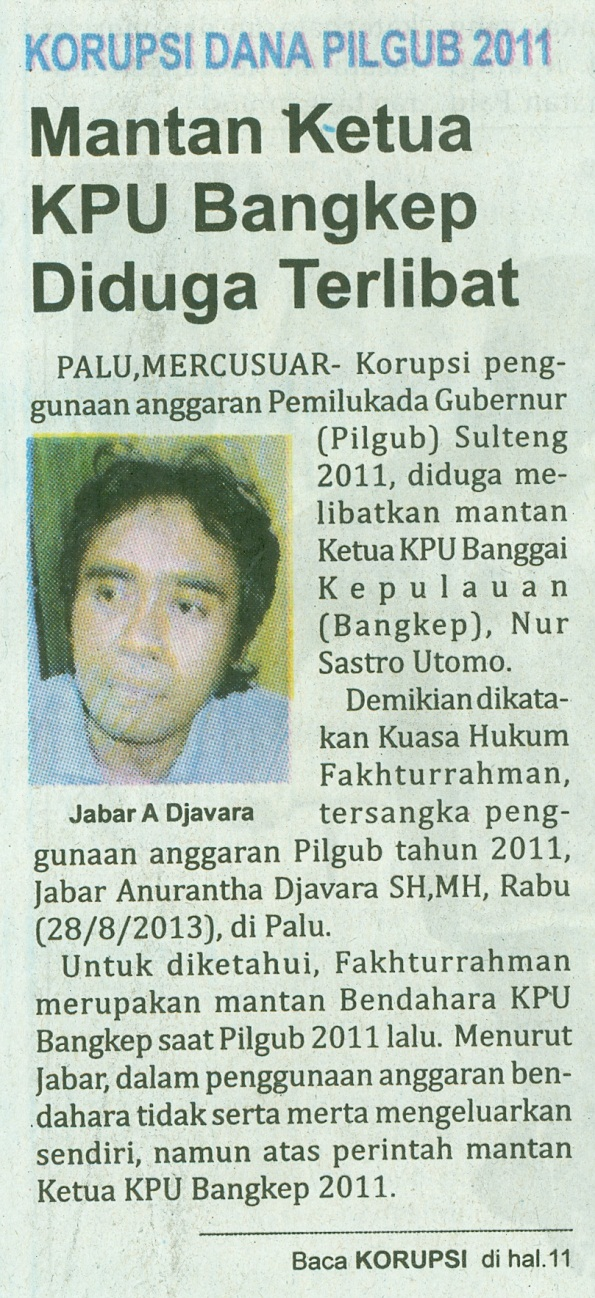 KORUPSI DANA PILGUB 2011
Mantan Ketua
KPU Bangkep
Diduga Terlibat
PALU,MERCUSUAR- Korupsi peng-
gunaan anggaran Pemilukada Gubernur
(Pilgub) Sulteng
2011, diduga me-
libatkan mantan
Ketua KPU Banggai
Kepulauan
(Bangkep), Nur
Sastro Utomo.
Demikian dikata-
kan Kuasa Hukum
Fakhturrahman,
tersangka peng-
Jabar A Djavara
gunaan anggaran Pilgub tahun 2011,
Jabar Anurantha Djavara SH,MH, Rabu
(28/8/2013), di Palu.
Untuk diketahui, Fakhturrahman
merupakan mantan Bendahara KPU
Bangkep saat Pilgub 2011 lalu. Menurut
Jabar, dalam penggunaan anggaran ben-
dahara tidak serta merta mengeluarkan
sendiri, namun atas perintah mantan
Ketua KPU Bangkep 2011.
Baca KORUPSI di hal.11